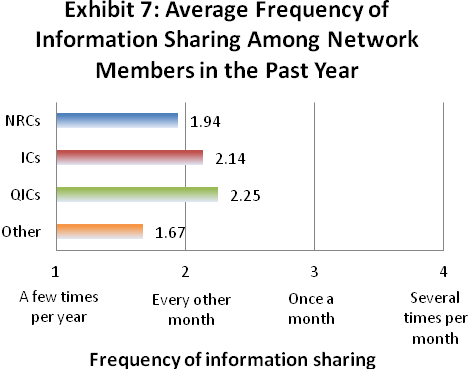 Exhibit 7: Average Frequency of
Information Sharing Among Network
Members in the Past Year
NRCs 1.94
ICs 2.14
QICs 2.25
Other 1.67
1 2 3 4
A few times Every other Once a Several
per year month month times per
month
Frequency of information sharing